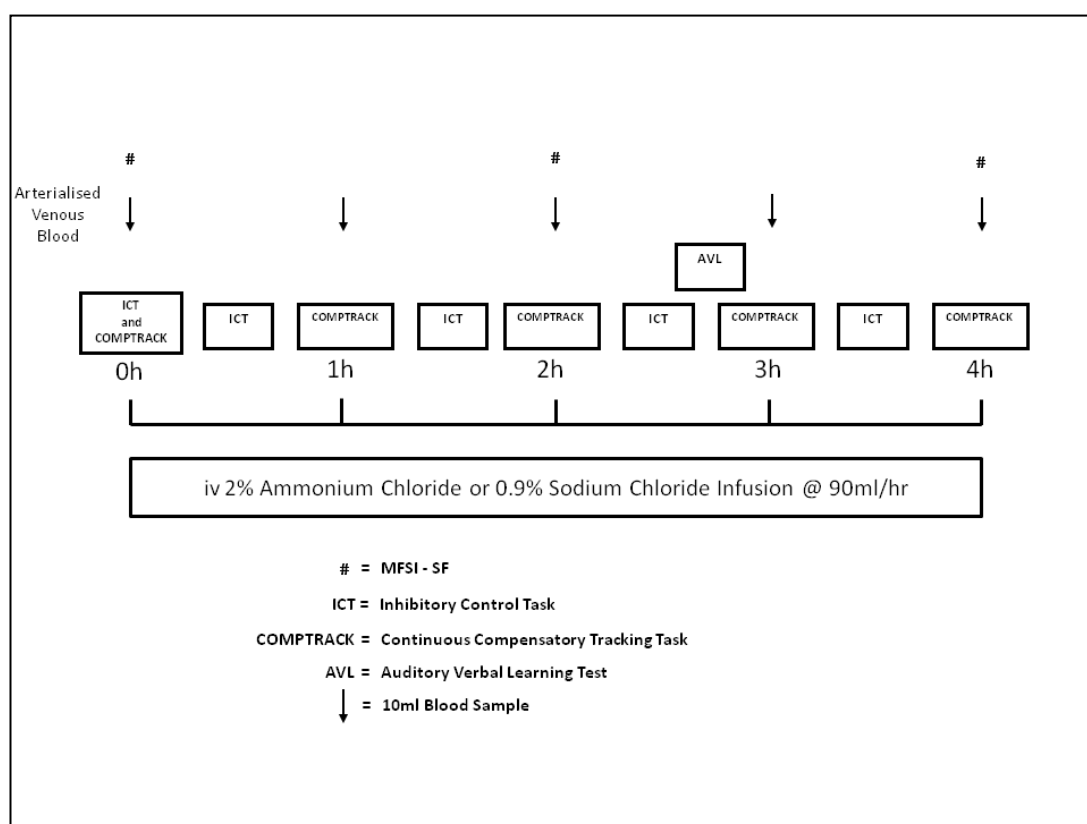 # # #
Arterialised
Venous
Blood
AVL
ICT
and
COMPTRACK
ICT
COMPTRACK
ICT
COMPTRACK
ICT
COMPTRACK
ICT
COMPTRACK
0h 1h 2h 3h 4h
iv 2% Ammonium Chloride or 0.9% Sodium Chloride Infusion @ 90ml/hr
# = MFSI - SF
ICT = Inhibitory Control Task
COMPTRACK = Continuous Compensatory Tracking Task
AVL = Auditory Verbal Learning Test
= 10ml Blood Sample